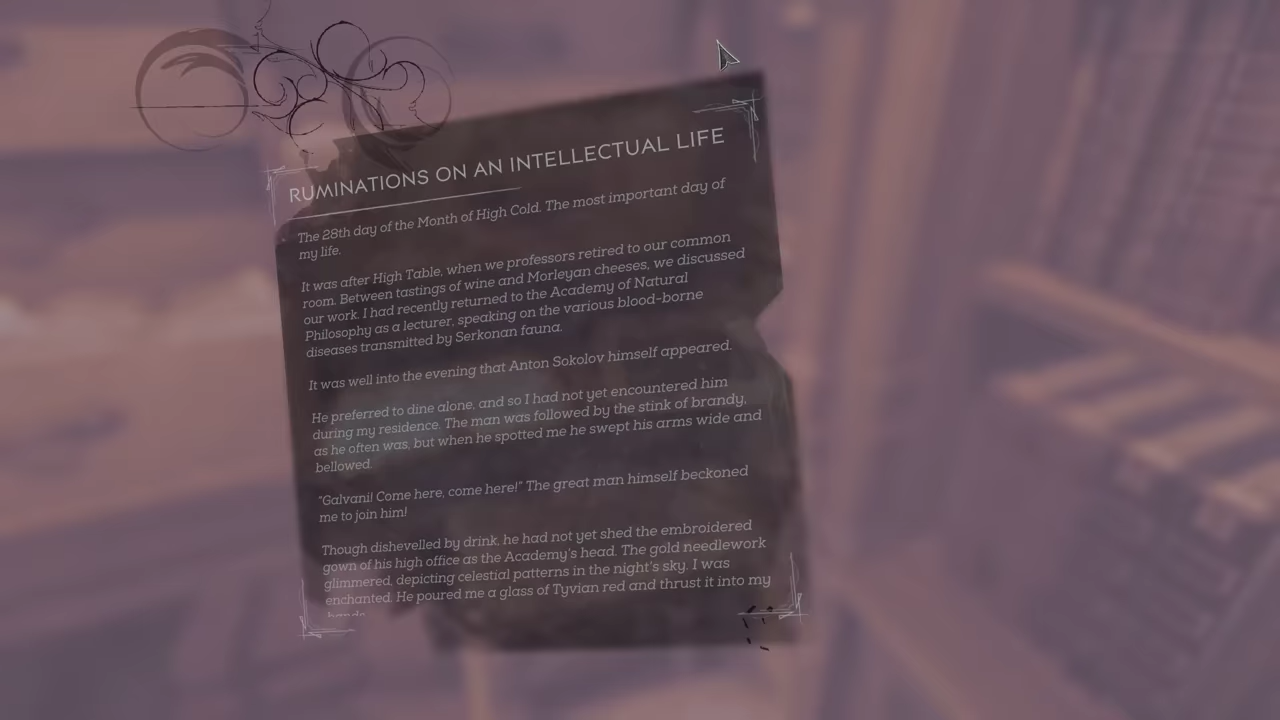 RUMINATIONS ON AN INTELLECTUAL LIFE
The 28th day of the Month of High Cold. The most important day of
my life.
It was after High Table, when we professors retired to our common
room. Between tastings of wine and Morleyan cheeses, we discussed
our work. I had recently returned to the Academy of Natural
Philosophy as a lecturer, speaking on the various blood-borne
diseases transmitted by Serkonan fauna.
It was well into the evening that Anton Sokolov himself appeared.
He preferred to dine alone, and so I had not yet encountered him
during my residence. The man was followed by the stink of brandy,
as he often was, but when he spotted me he swept his arms wide and
bellowed.
"Galvani! Come here, come here!" The great man himself beckoned
me to join him!
Though dishevelled by drink, he had not yet shed the embroidered
gown of his high office as the Academy's head. The gold needlework
glimmered, depicting celestial patterns in the night's sky. I was
enchanted. He poured me a glass of Tyvian red and thrust it into my